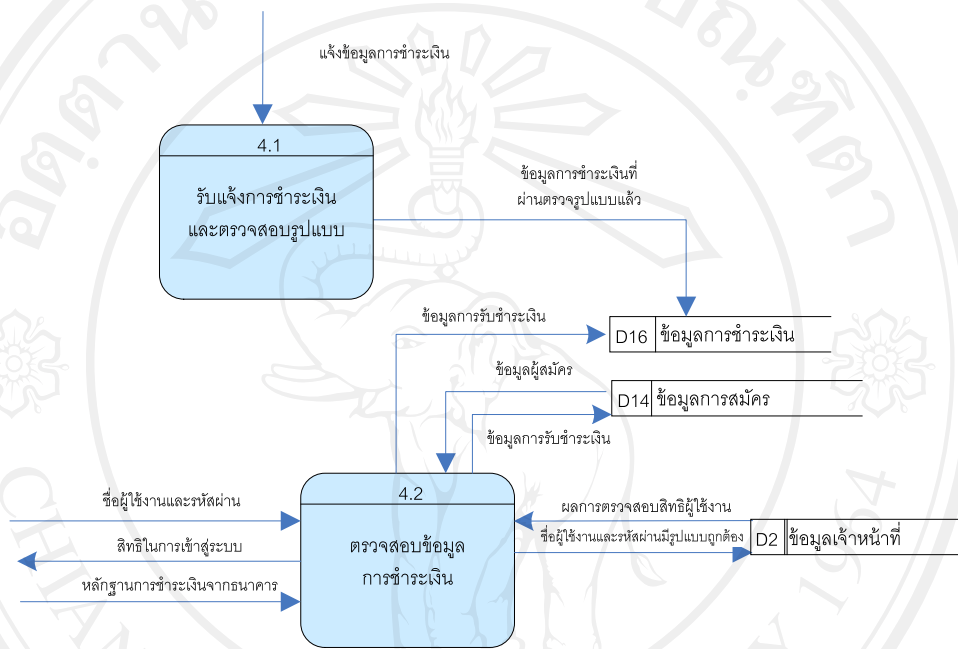 แจ้งข้อมูลการชำระเงิน
4.1
รับแจ้งการชำระเงิน
และตรวจสอบรูปแบบ
ข้อมูลการชำระเงินที่
ผ่านตรวจรูปแบบแล้ว
ข้อมูลการรับชำระเงิน
D16 ข้อมูลการชำระเงิน
ข้อมูลผู้สมัคร
D14 ข้อมูลการสมัคร
ข้อมูลการรับชำระเงิน
4.2
ตรวจสอบข้อมูล
การชำระเงิน
ชื่อผู้ใช้งานและรหัสผ่าน
สิทธิในการเข้าสู่ระบบ
หลักฐานการชำระเงินจากธนาคาร
ผลการตรวจสอบสิทธิผู้ใช้งาน
ชื่อผู้ใช้งานและรหัสผ่านมีรูปแบบถูกต้อง
D2 ข้อมูลเจ้าหน้าที่
1964